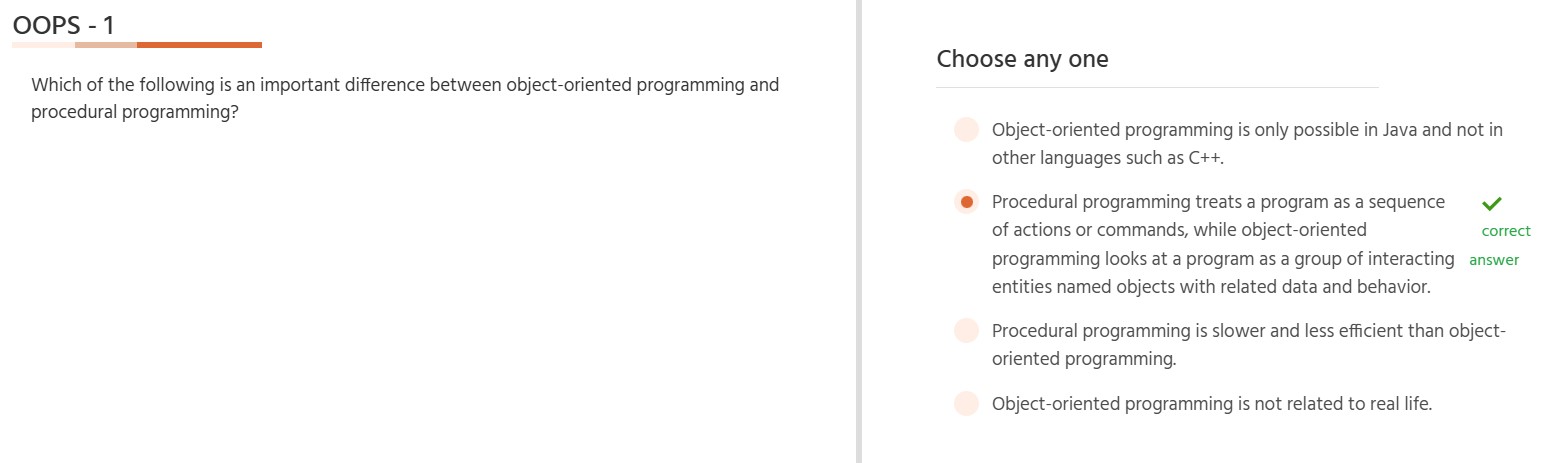 OOPS - 1
Which of the following is an important difference between object-oriented programming and
procedural programming?
Choose any one
Object-oriented programming is only possible in Java and not in
other languages such as C++.
Procedural programming treats a program as a sequence
of actions or commands, while object-oriented
programming looks at a program as a group of interacting
entities named objects with related data and behavior.
correct
answer
Procedural programming is slower and less efficient than object-
oriented programming.
Object-oriented programming is not related to real life.